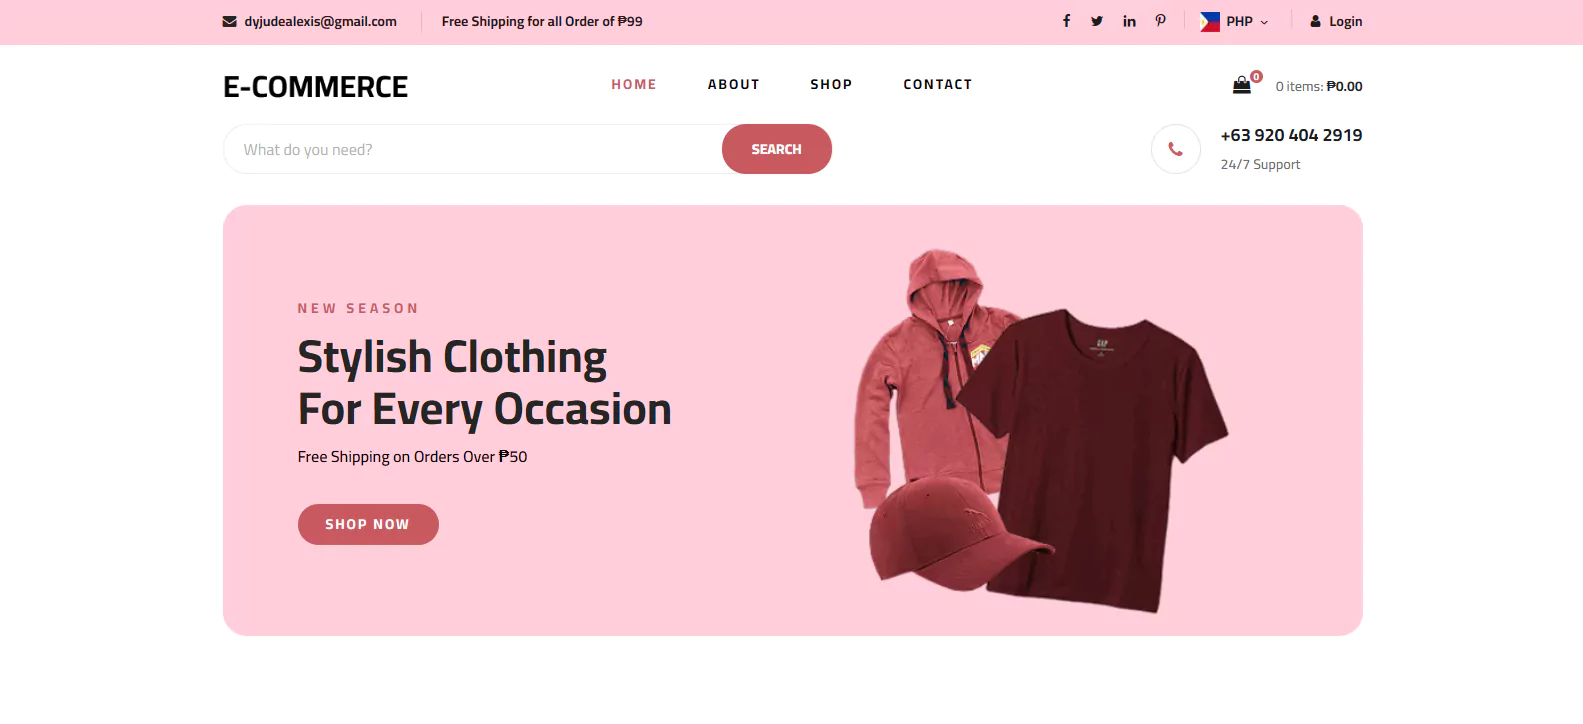 dyjudealexis@gmail.com
Free Shipping for all Order of ₱99
PHP
Login
E-COMMERCE
HOME
ABOUT
SHOP
CONTACT
0
0 items: ₱0.00
What do you need?
SEARCH
+63 920 404 2919
24/7 Support
NEW SEASON
Stylish Clothing
For Every Occasion
Free Shipping on Orders Over ₱50
SHOP NOW
GAP